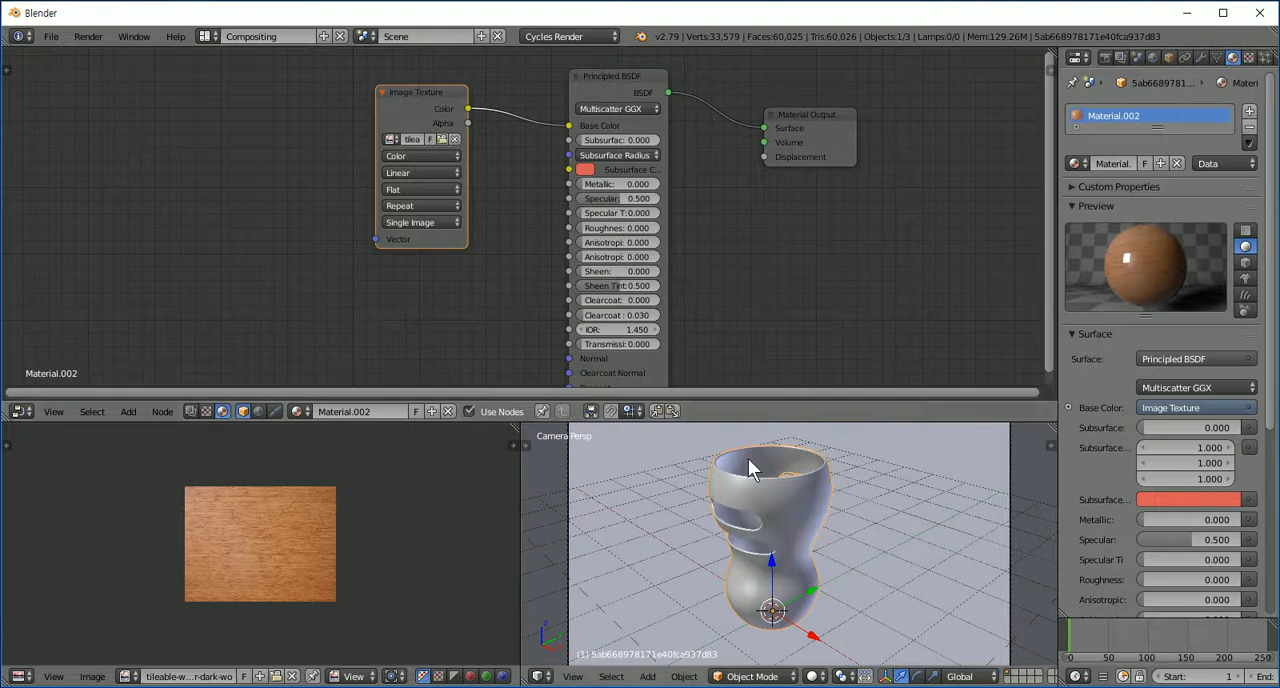 Blender
File Render Window Help Compositing Scene Cycles Render v2.79 | Verts:33,579 | Faces:60,025 | Tris:60,026 | Objects:1/3 | Lamps:0/0 | Mem:129.26M | 5ab668978171e40fca937d83
Image Texture
Color
Alpha
tilea F
Color
Linear
Flat
Repeat
Single Image
Vector
Principled BSDF
BSDF
Multiscatter GGX
Base Color
Subsurfac: 0.000
Subsurface Radius
Subsurface C...
Metallic: 0.000
Specular: 0.500
Specular T:0.000
Roughnes: 0.000
Anisotropi: 0.000
Anisotropi: 0.000
Sheen: 0.000
Sheen Tint:0.500
Clearcoat: 0.000
Clearcoat : 0.030
IOR: 1.450
Transmissi: 0.000
Normal
Clearcoat Normal
Material Output
Surface
Volume
Displacement
Material.002
View Select Add Node Material.002 F Use Nodes
Camera Persp
(1) 5ab668978171e40fca937d83
View Image tileable-w...r-dark-wo F View
View Select Add Object Object Mode Global
5ab6689781... Materi
Material.002
Material. F Data
Custom Properties
Preview
Surface
Surface: Principled BSDF
Multiscatter GGX
Base Color: Image Texture
Subsurface: 0.000
Subsurface... 1.000
1.000
1.000
Subsurface...
Metallic: 0.000
Specular: 0.500
Specular Ti 0.000
Roughness: 0.000
Anisotropic: 0.000
0 50 100 150 200 250
Start: 1 End: